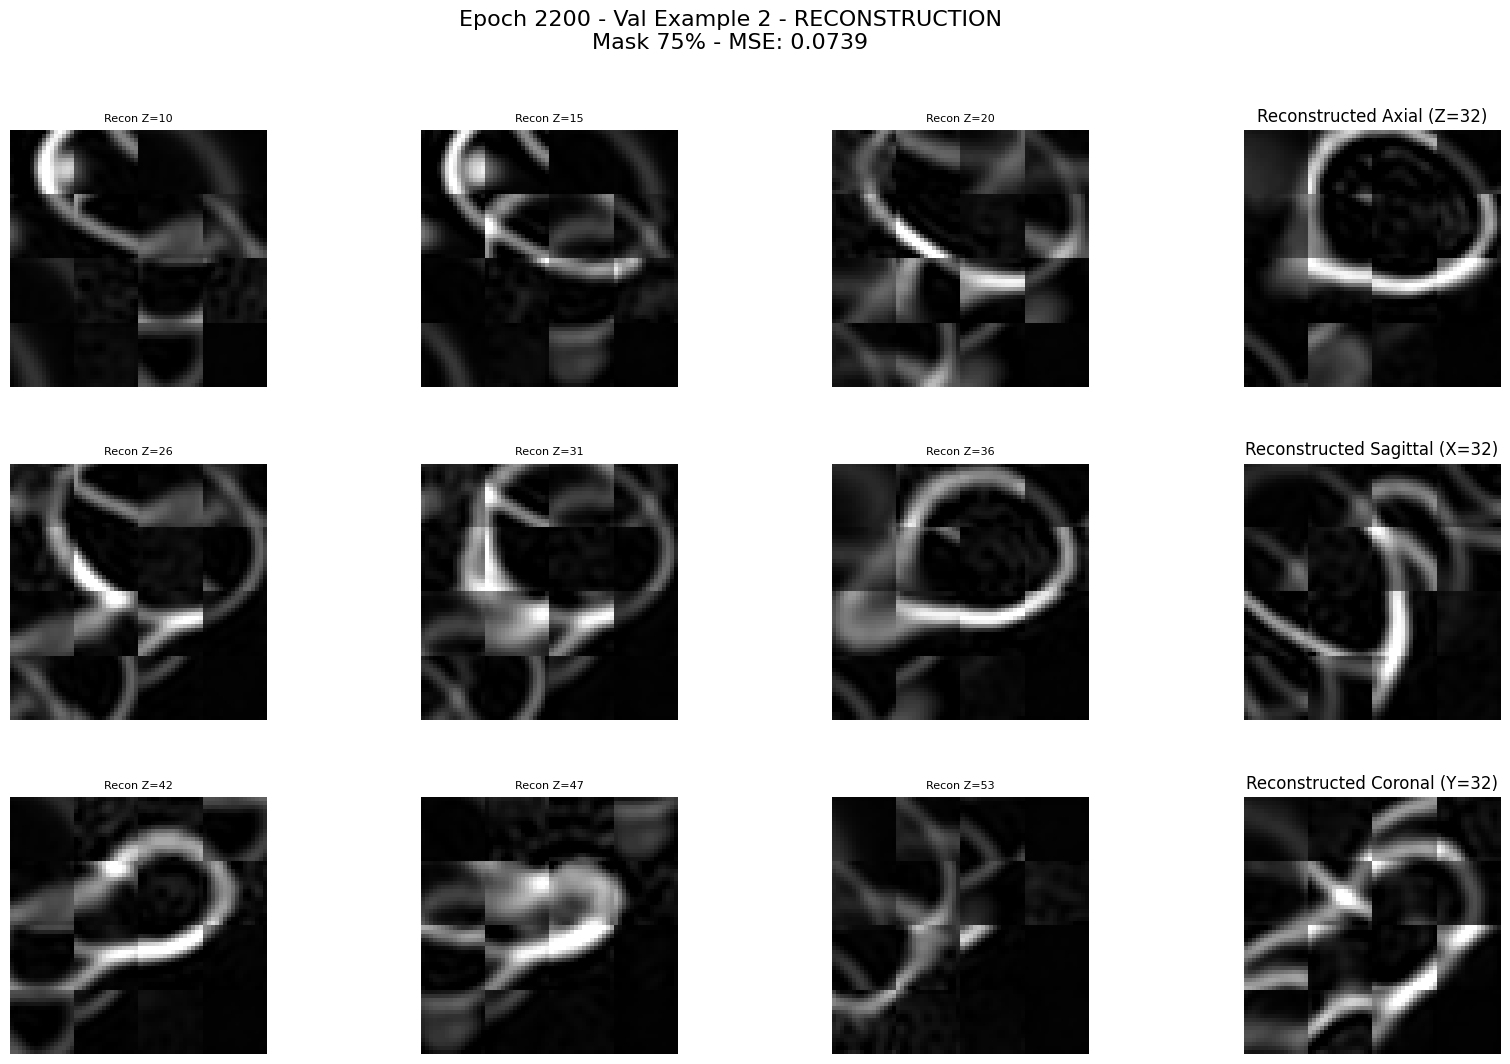 Epoch 2200 - Val Example 2 - RECONSTRUCTION
Mask 75% - MSE: 0.0739
Recon Z=10
Recon Z=15
Recon Z=20
Reconstructed Axial (Z=32)
Recon Z=26
Recon Z=31
Recon Z=36
Reconstructed Sagittal (X=32)
Recon Z=42
Recon Z=47
Recon Z=53
Reconstructed Coronal (Y=32)